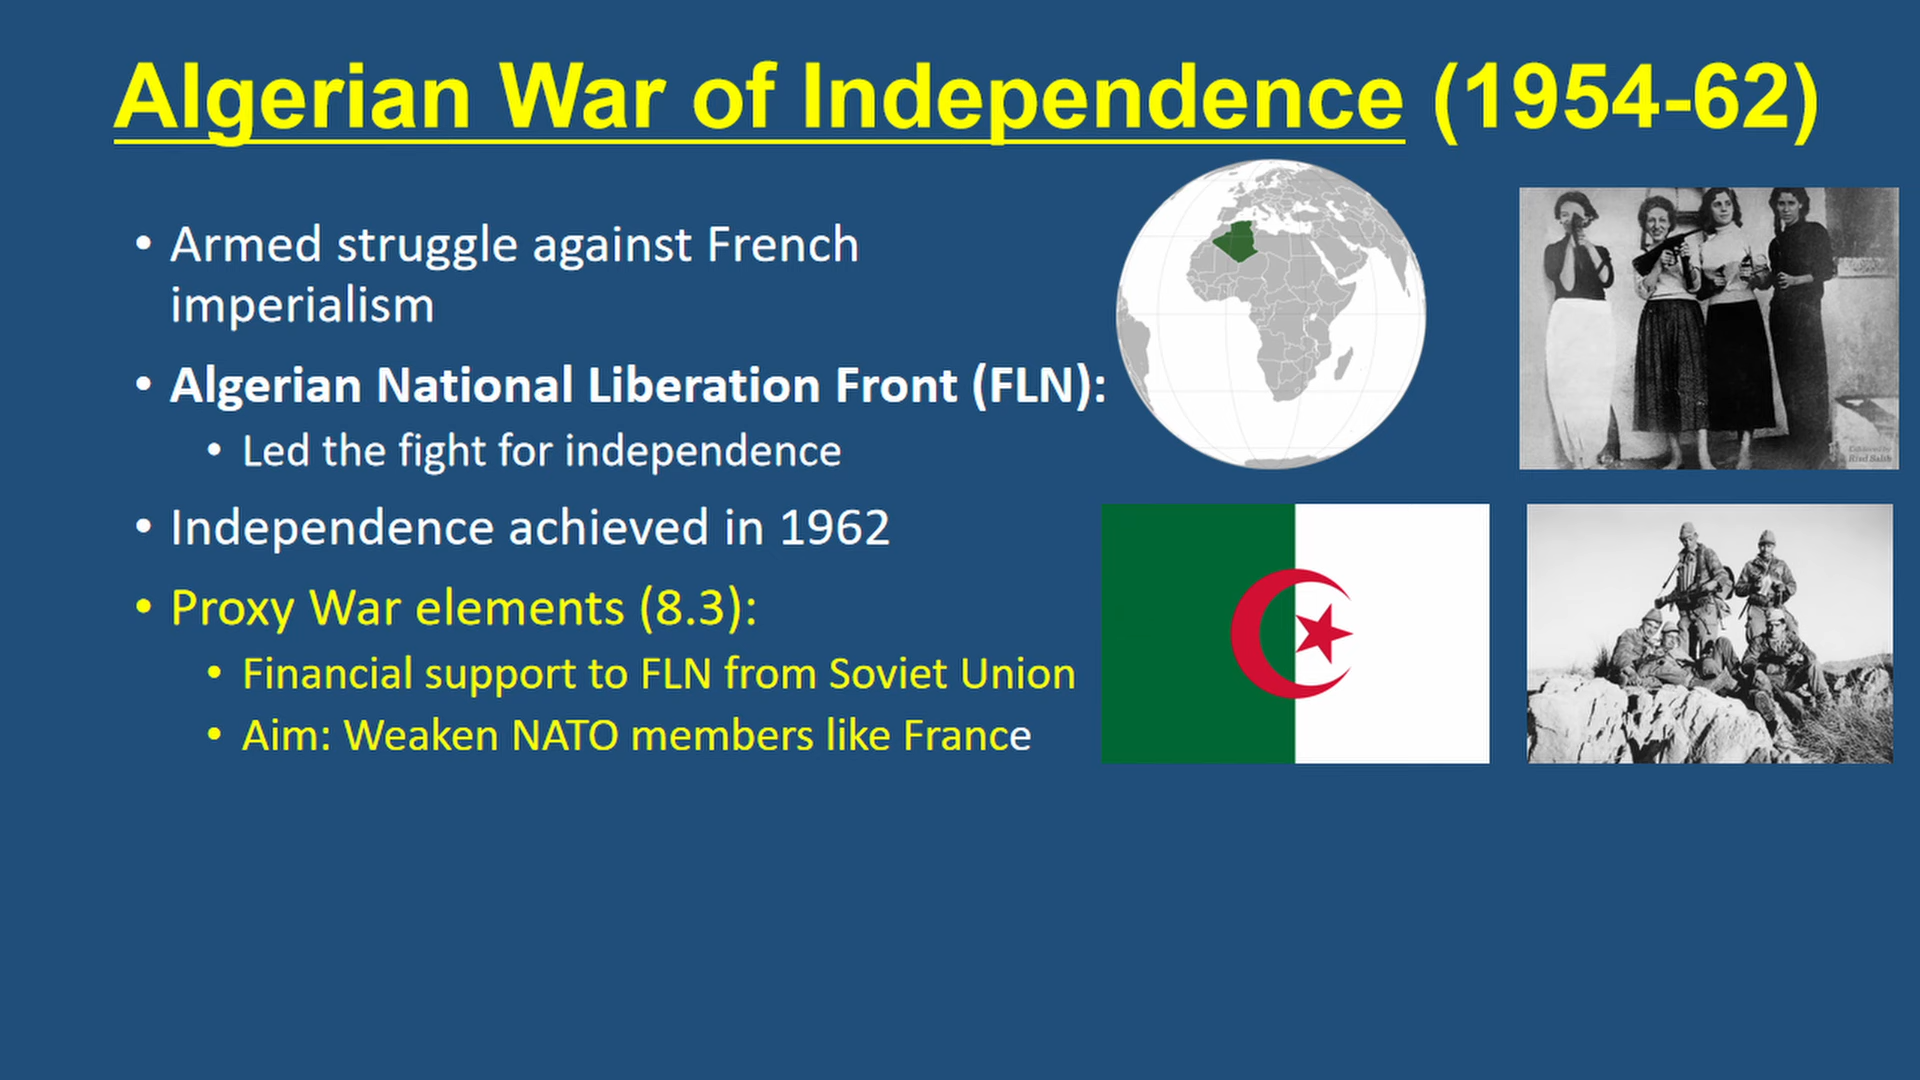 Algerian War of Independence (1954-62)
• Armed struggle against French
imperialism
• Algerian National Liberation Front (FLN):
• Led the fight for independence
• Independence achieved in 1962
• Proxy War elements (8.3):
• Financial support to FLN from Soviet Union
• Aim: Weaken NATO members like France